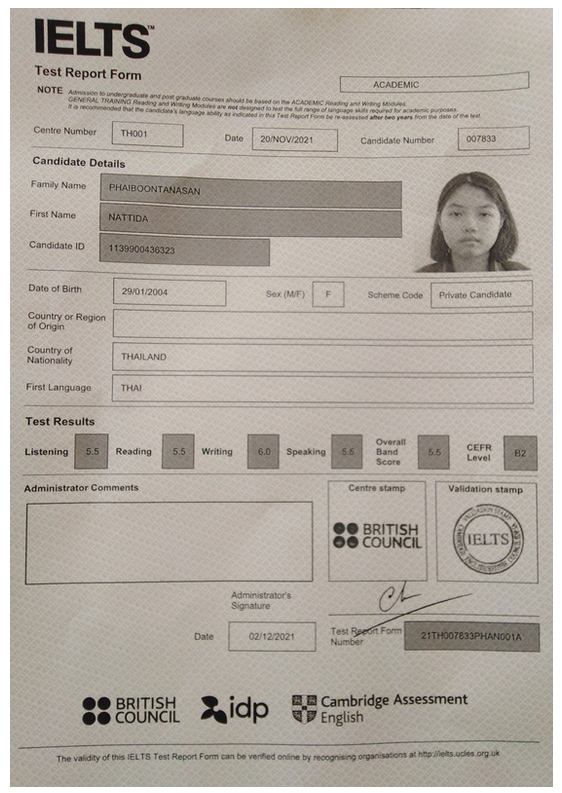 IELTS™
Test Report Form
ACADEMIC
NOTE Admission to undergraduate and post graduate courses should be based on the ACADEMIC Reading and Writing Modules.
GENERAL TRAINING Reading and Writing Modules are not designed to test the full range of language skills required for academic purposes.
It is recommended that the candidate's language ability as indicated in this Test Report Form be re-assessed after two years from the date of the test.
Centre Number TH001 Date 20/NOV/2021 Candidate Number 007833
Candidate Details
Family Name PHAIBOONTANASAN
First Name NATTIDA
Candidate ID 1139900436323
Date of Birth 29/01/2004 Sex (M/F) F Scheme Code Private Candidate
Country or Region
of Origin
Country of
Nationality THAILAND
First Language THAI
Test Results
Listening 5.5 Reading 5.5 Writing 6.0 Speaking 5.5 Overall Band Score 5.5 CEFR Level B2
Administrator Comments
Centre stamp
Validation stamp
BRITISH
COUNCIL
IELTS
Administrator's
Signature
Date 02/12/2021
Test Report Form
Number 21TH007833PHAN001A
BRITISH
COUNCIL
idp
Cambridge Assessment
English
The validity of this IELTS Test Report Form can be verified online by recognising organisations at http://ielts.ucles.org.uk